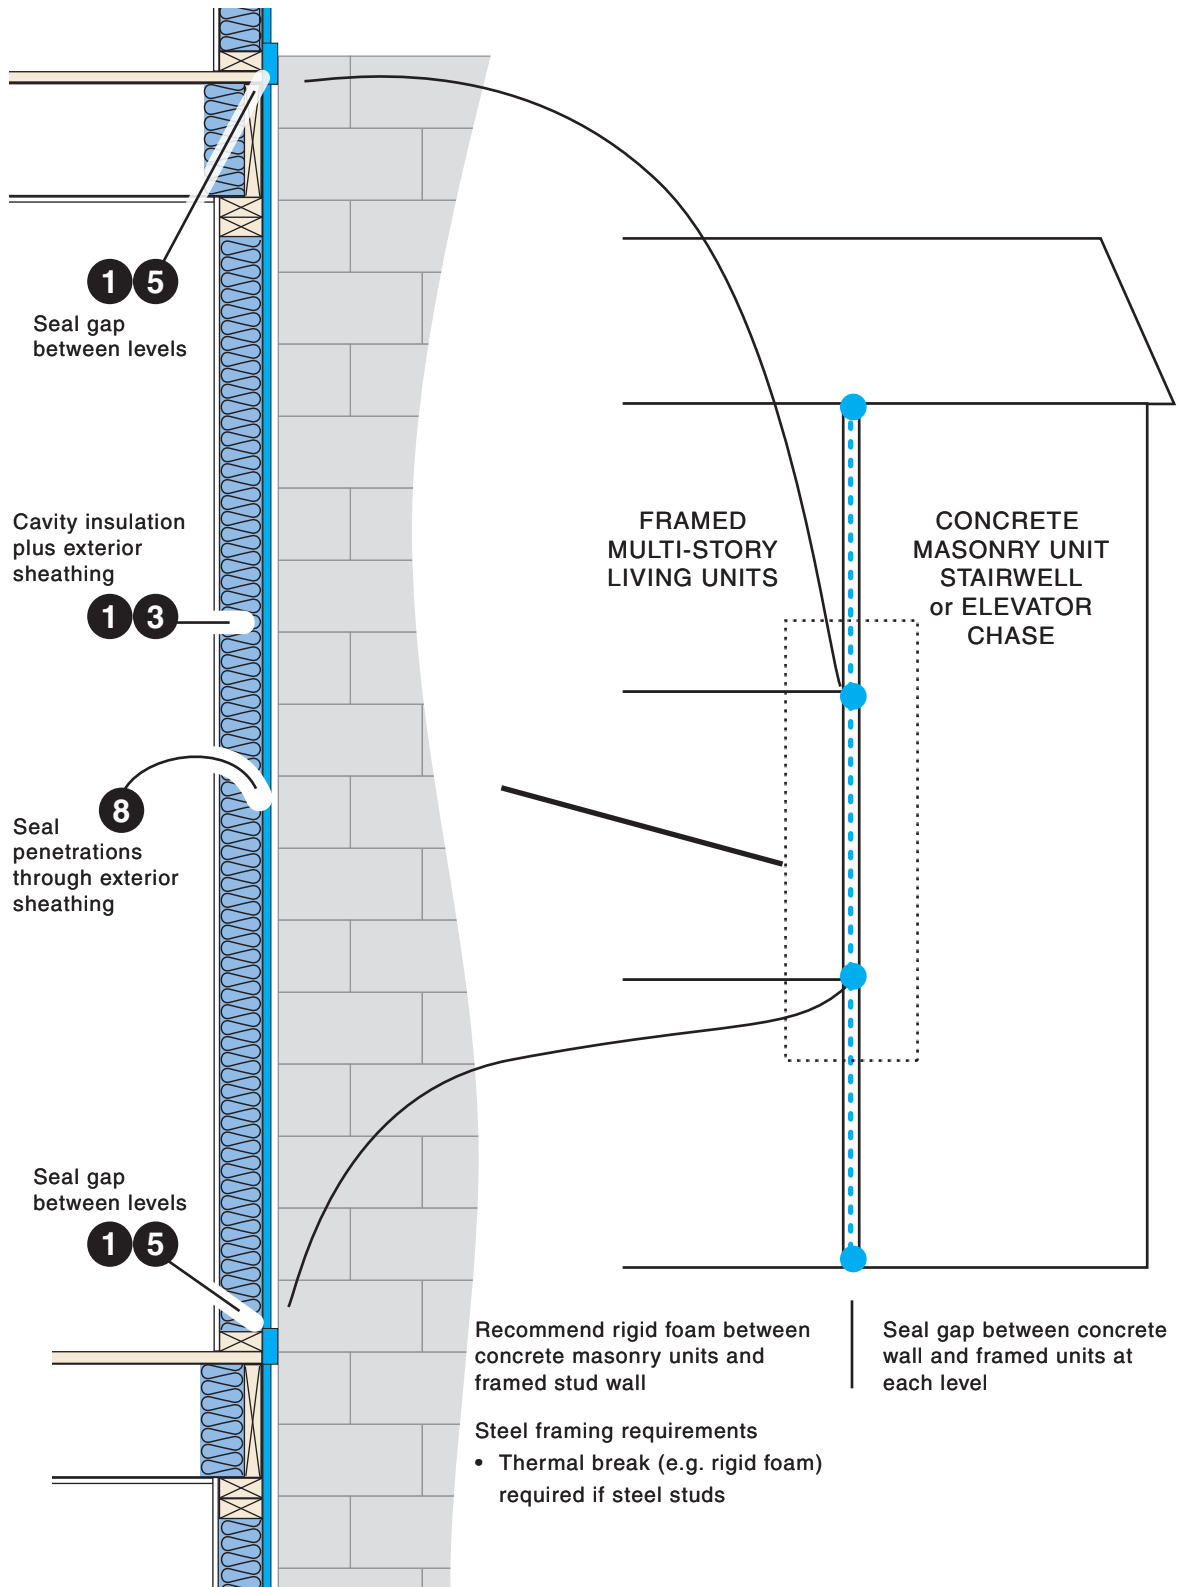 1 5
Seal gap
between levels
Cavity insulation
plus exterior
sheathing
1 3
8
Seal
penetrations
through exterior
sheathing
Seal gap
between levels
1 5
FRAMED
MULTI-STORY
LIVING UNITS
CONCRETE
MASONRY UNIT
STAIRWELL
or ELEVATOR
CHASE
Recommend rigid foam between
concrete masonry units and
framed stud wall
Steel framing requirements
• Thermal break (e.g. rigid foam)
required if steel studs
Seal gap between concrete
wall and framed units at
each level